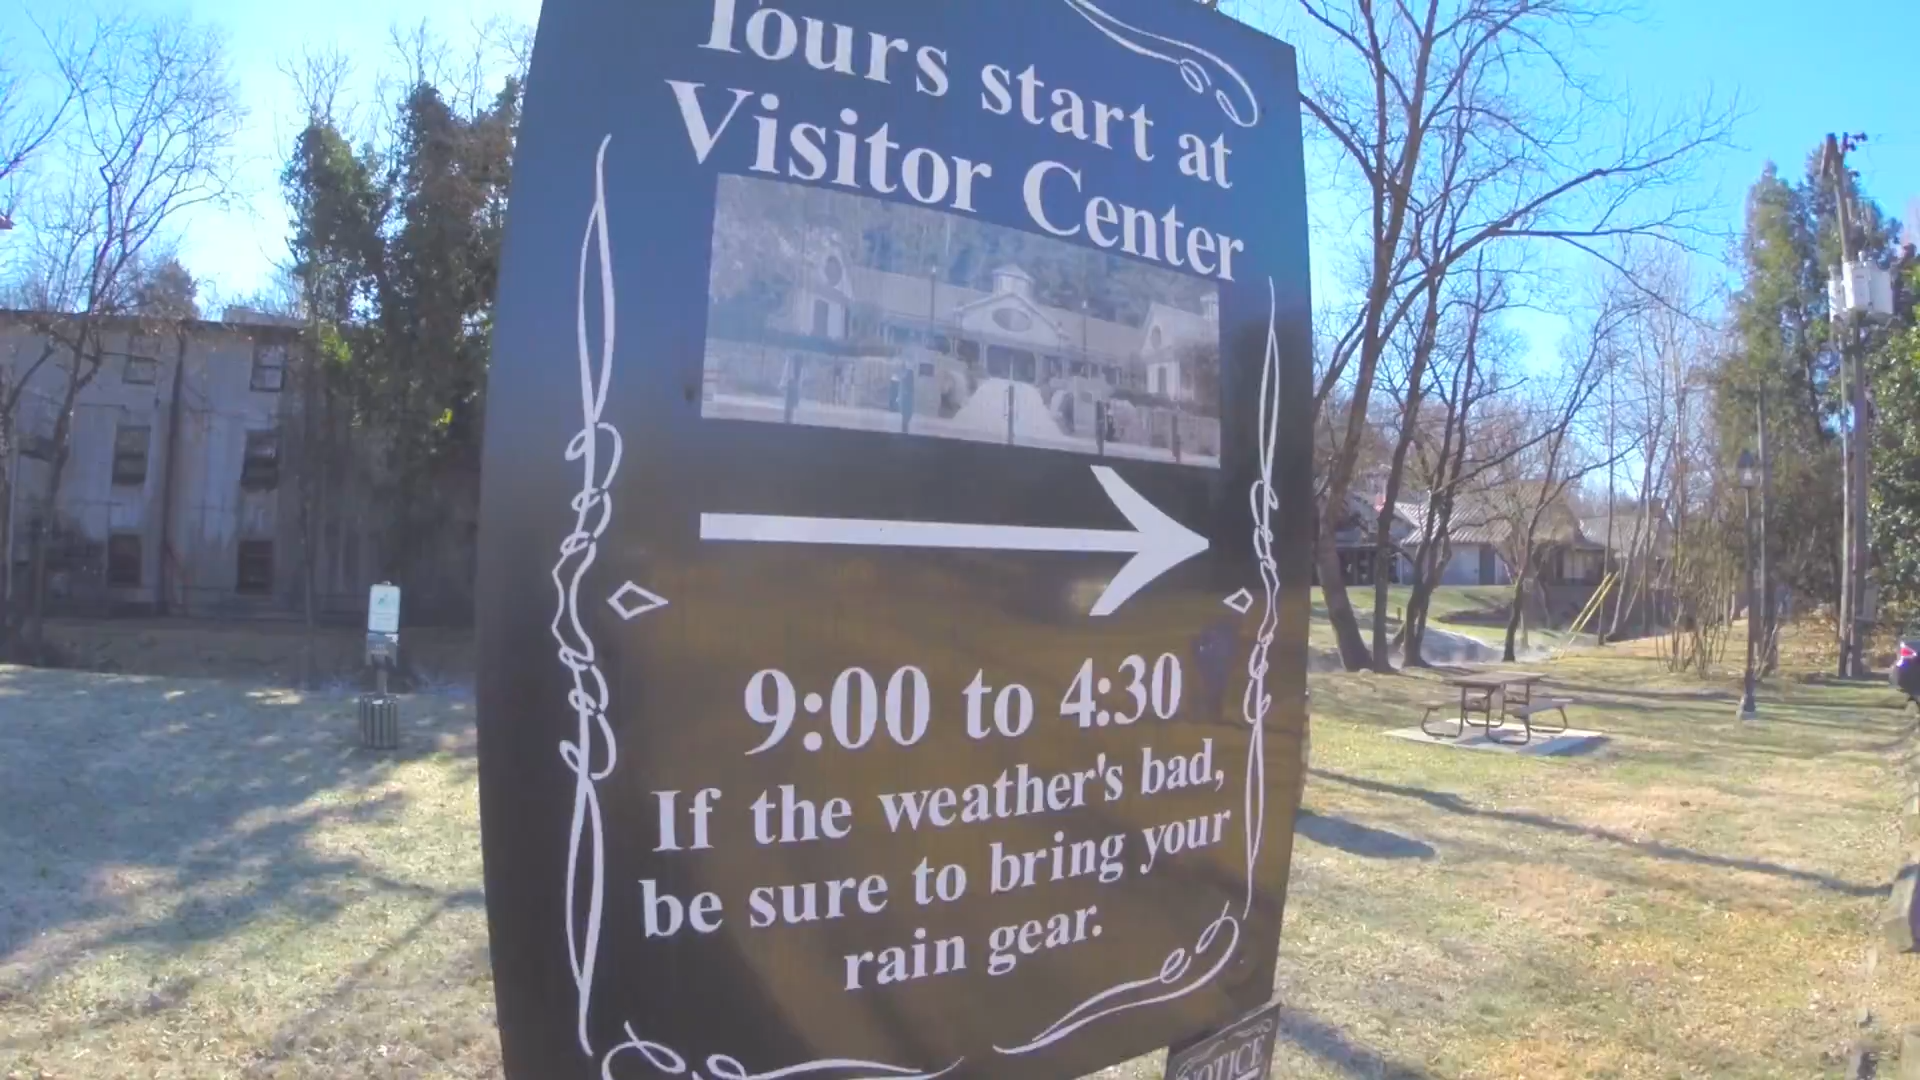 Tours start at
Visitor Center
9:00 to 4:30
If the weather's bad,
be sure to bring your
rain gear.
NOTICE